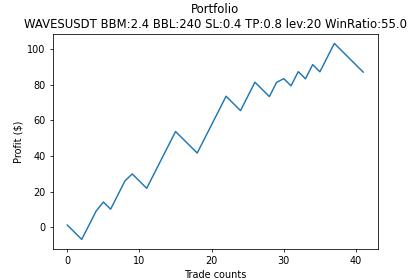 Portfolio
WAVESUSDT BBM:2.4 BBL:240 SL:0.4 TP:0.8 lev:20 WinRatio:55.0
Profit ($)
100
80
60
40
20
0
0 10 20 30 40
Trade counts